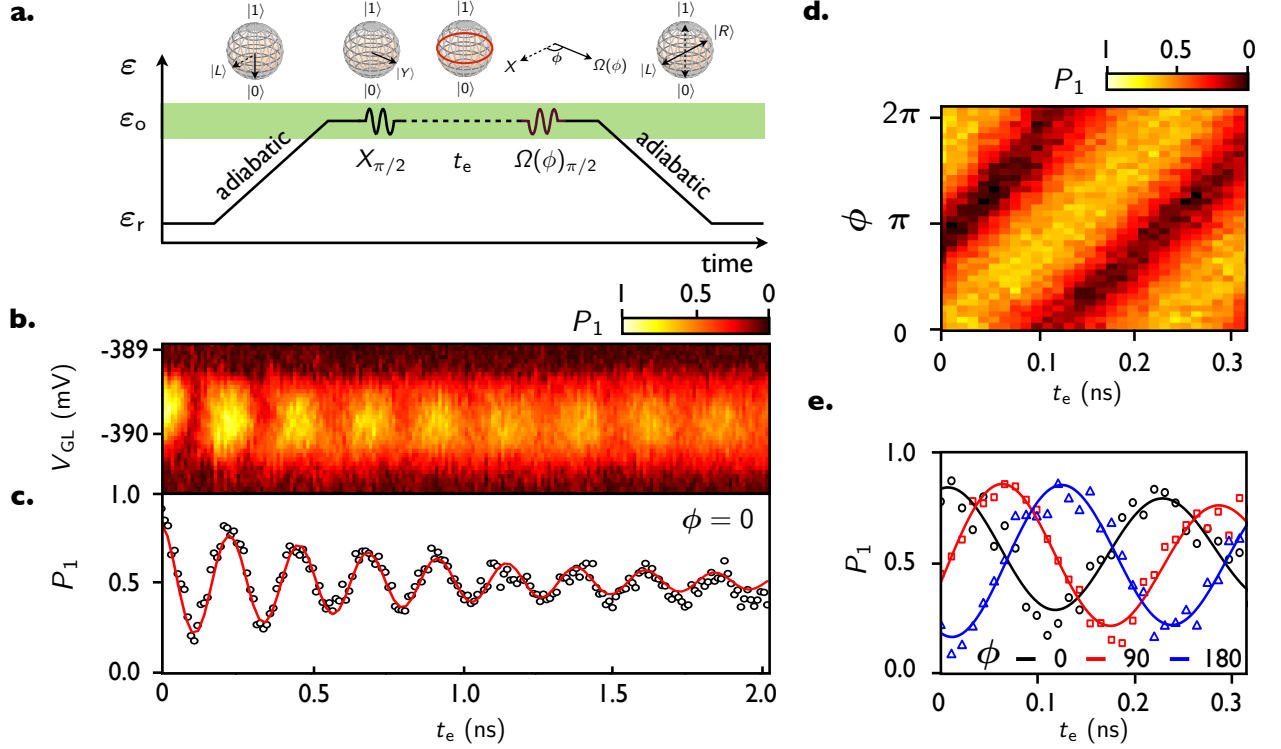 a.
|1⟩ |1⟩ |1⟩ |1⟩
|L⟩ |Y⟩ X ϕ Ω(ϕ) |R⟩ |L⟩
|0⟩ |0⟩ |0⟩ |0⟩
ε
ε₀
εᵣ
adiabatic
X_π/2
tₑ
Ω(ϕ)_π/2
adiabatic
time
b.
P₁
1 0.5 0
-389
-390
V_GL (mV)
c.
1.0
0.5
0.0
P₁
ϕ = 0
0 0.5 1.0 1.5 2.0
tₑ (ns)
d.
P₁
1 0.5 0
2π
π
0
ϕ
0 0.1 0.2 0.3
tₑ (ns)
e.
1.0
0.5
0.0
P₁
ϕ 0 90 180
0 0.1 0.2 0.3
tₑ (ns)